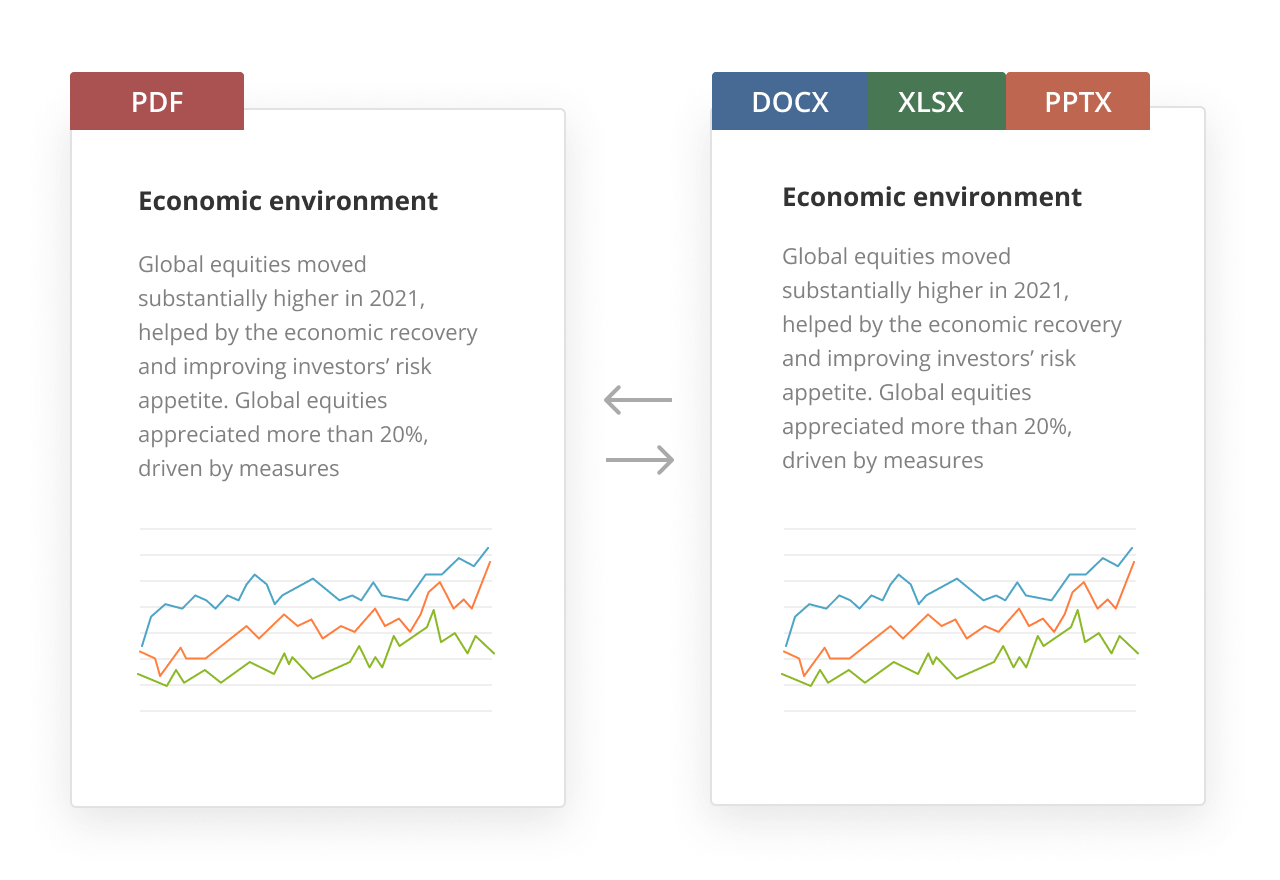 PDF
Economic environment
Global equities moved
substantially higher in 2021,
helped by the economic recovery
and improving investors’ risk
appetite. Global equities
appreciated more than 20%,
driven by measures
DOCX XLSX PPTX
Economic environment
Global equities moved
substantially higher in 2021,
helped by the economic recovery
and improving investors’ risk
appetite. Global equities
appreciated more than 20%,
driven by measures